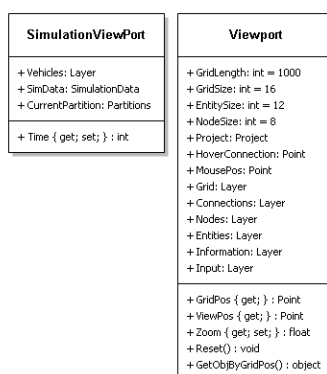 SimulationViewPort
+ Vehicles: Layer
+ SimData: SimulationData
+ CurrentPartition: Partitions
+ Time { get; set; } : int
Viewport
+ GridLength: int = 1000
+ GridSize: int = 16
+ EntitySize: int = 12
+ NodeSize: int = 8
+ Project: Project
+ HoverConnection: Point
+ MousePos: Point
+ Grid: Layer
+ Connections: Layer
+ Nodes: Layer
+ Entities: Layer
+ Information: Layer
+ Input: Layer
+ GridPos { get; } : Point
+ ViewPos { get; } : Point
+ Zoom { get; set; } : float
+ Reset() : void
+ GetObjByGridPos() : object